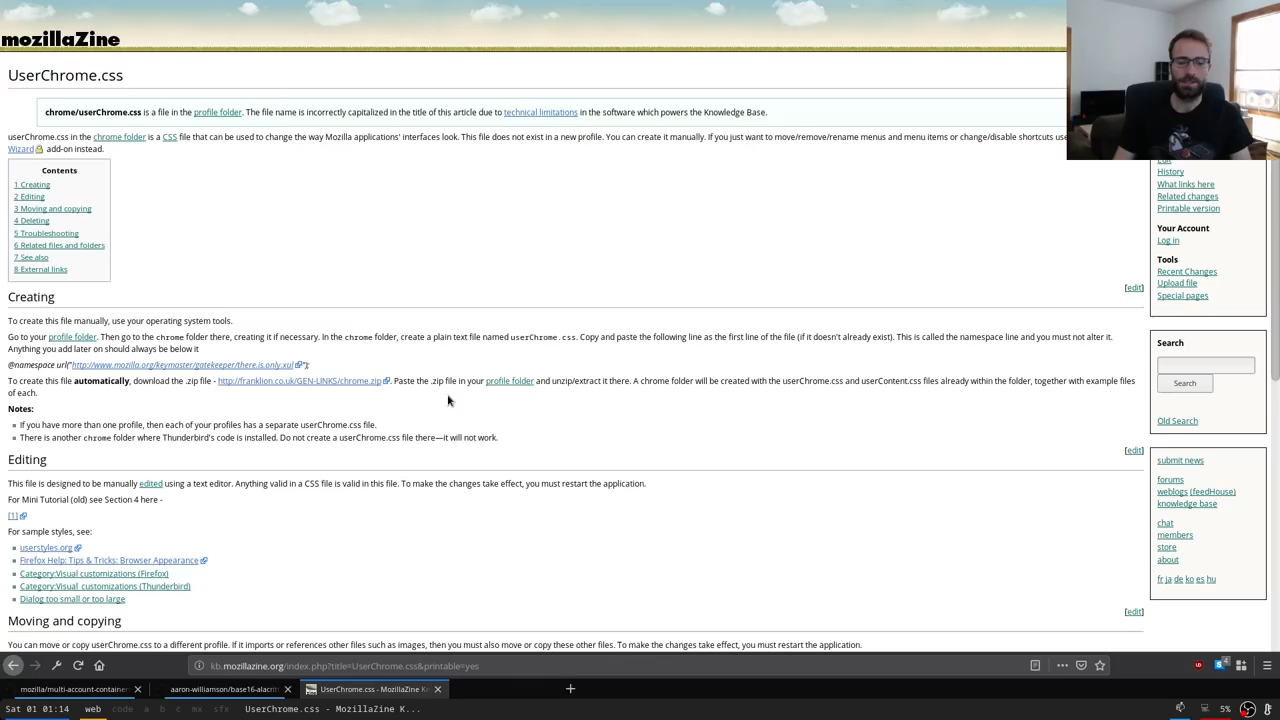 mozillaZine
UserChrome.css
chrome/userChrome.css is a file in the profile folder. The file name is incorrectly capitalized in the title of this article due to technical limitations in the software which powers the Knowledge Base.
userChrome.css in the chrome folder is a CSS file that can be used to change the way Mozilla applications' interfaces look. This file does not exist in a new profile. You can create it manually. If you just want to move/remove/rename menus and menu items or change/disable shortcuts
Wizard add-on instead.
Contents
1 Creating
2 Editing
3 Moving and copying
4 Deleting
5 Troubleshooting
6 Related files and folders
7 See also
8 External links
[edit]
Creating
To create this file manually, use your operating system tools.
Go to your profile folder. Then go to the chrome folder there, creating it if necessary. In the chrome folder, create a plain text file named userChrome.css. Copy and paste the following line as the first line of the file (if it doesn't already exist). This is called the namespace line and you must not alter it.
Anything you add later on should always be below it
@namespace url("http://www.mozilla.org/keymaster/gatekeeper/there.is.only.xul");
To create this file automatically, download the .zip file - http://franklion.co.uk/GEN-LINKS/chrome.zip. Paste the .zip file in your profile folder and unzip/extract it there. A chrome folder will be created with the userChrome.css and userContent.css files already within the folder, together with example files
of each.
Notes:
If you have more than one profile, then each of your profiles has a separate userChrome.css file.
There is another chrome folder where Thunderbird's code is installed. Do not create a userChrome.css file there—it will not work.
[edit]
Editing
This file is designed to be manually edited using a text editor. Anything valid in a CSS file is valid in this file. To make the changes take effect, you must restart the application.
For Mini Tutorial (old) see Section 4 here -
[1]
For sample styles, see:
userstyles.org
Firefox Help: Tips & Tricks: Browser Appearance
Category:Visual customizations (Firefox)
Category:Visual customizations (Thunderbird)
Dialog too small or too large
[edit]
Moving and copying
You can move or copy userChrome.css to a different profile. If it imports or references other files such as images, then you must also move or copy these other files. To make the changes take effect, you must restart the application.
History
What links here
Related changes
Printable version
Your Account
Log in
Tools
Recent Changes
Upload file
Special pages
Search
Search
Old Search
submit news
forums
weblogs (feedHouse)
knowledge base
chat
members
store
about
fr ja de ko es hu
kb.mozillazine.org/index.php?title=UserChrome.css&printable=yes
mozilla/multi-account-container
aaron-williamson/base16-alacrit
UserChrome.css - MozillaZine K
Sat 01 01:14 web code a b c mx sfx UserChrome.css - MozillaZine K...
5%